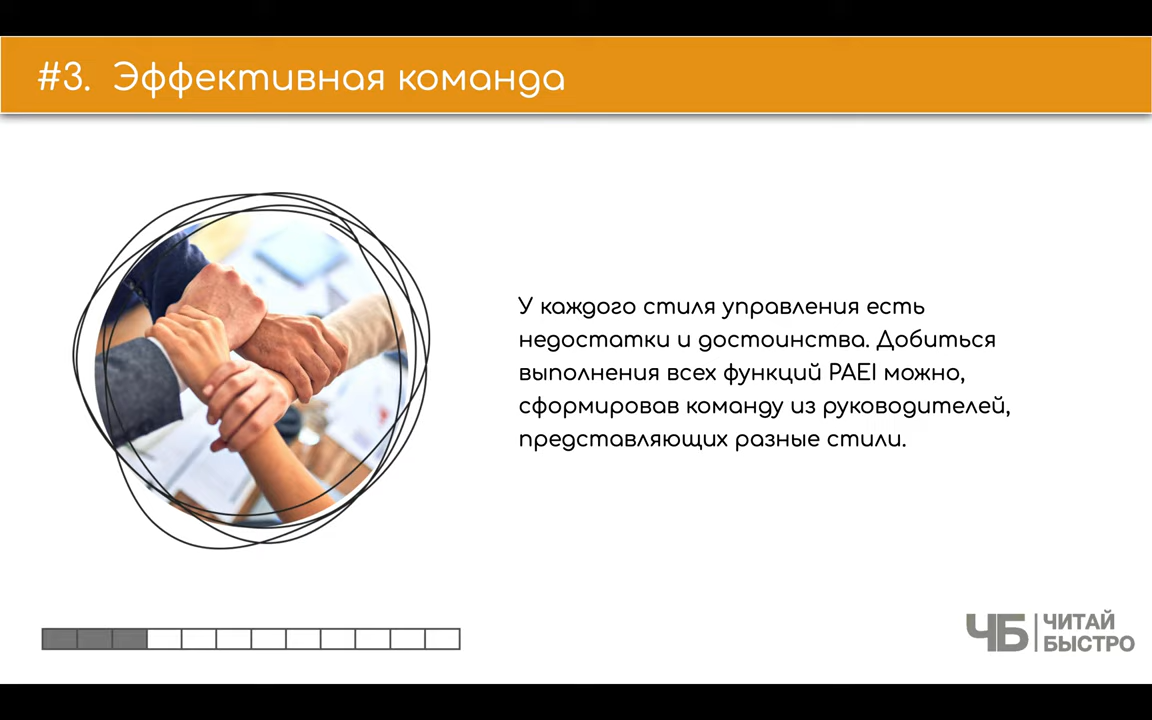 #3. Эффективная команда
У каждого стиля управления есть
недостатки и достоинства. Добиться
выполнения всех функций PAEI можно,
сформировав команду из руководителей,
представляющих разные стили.
ЧБ
ЧИТАЙ
БЫСТРО